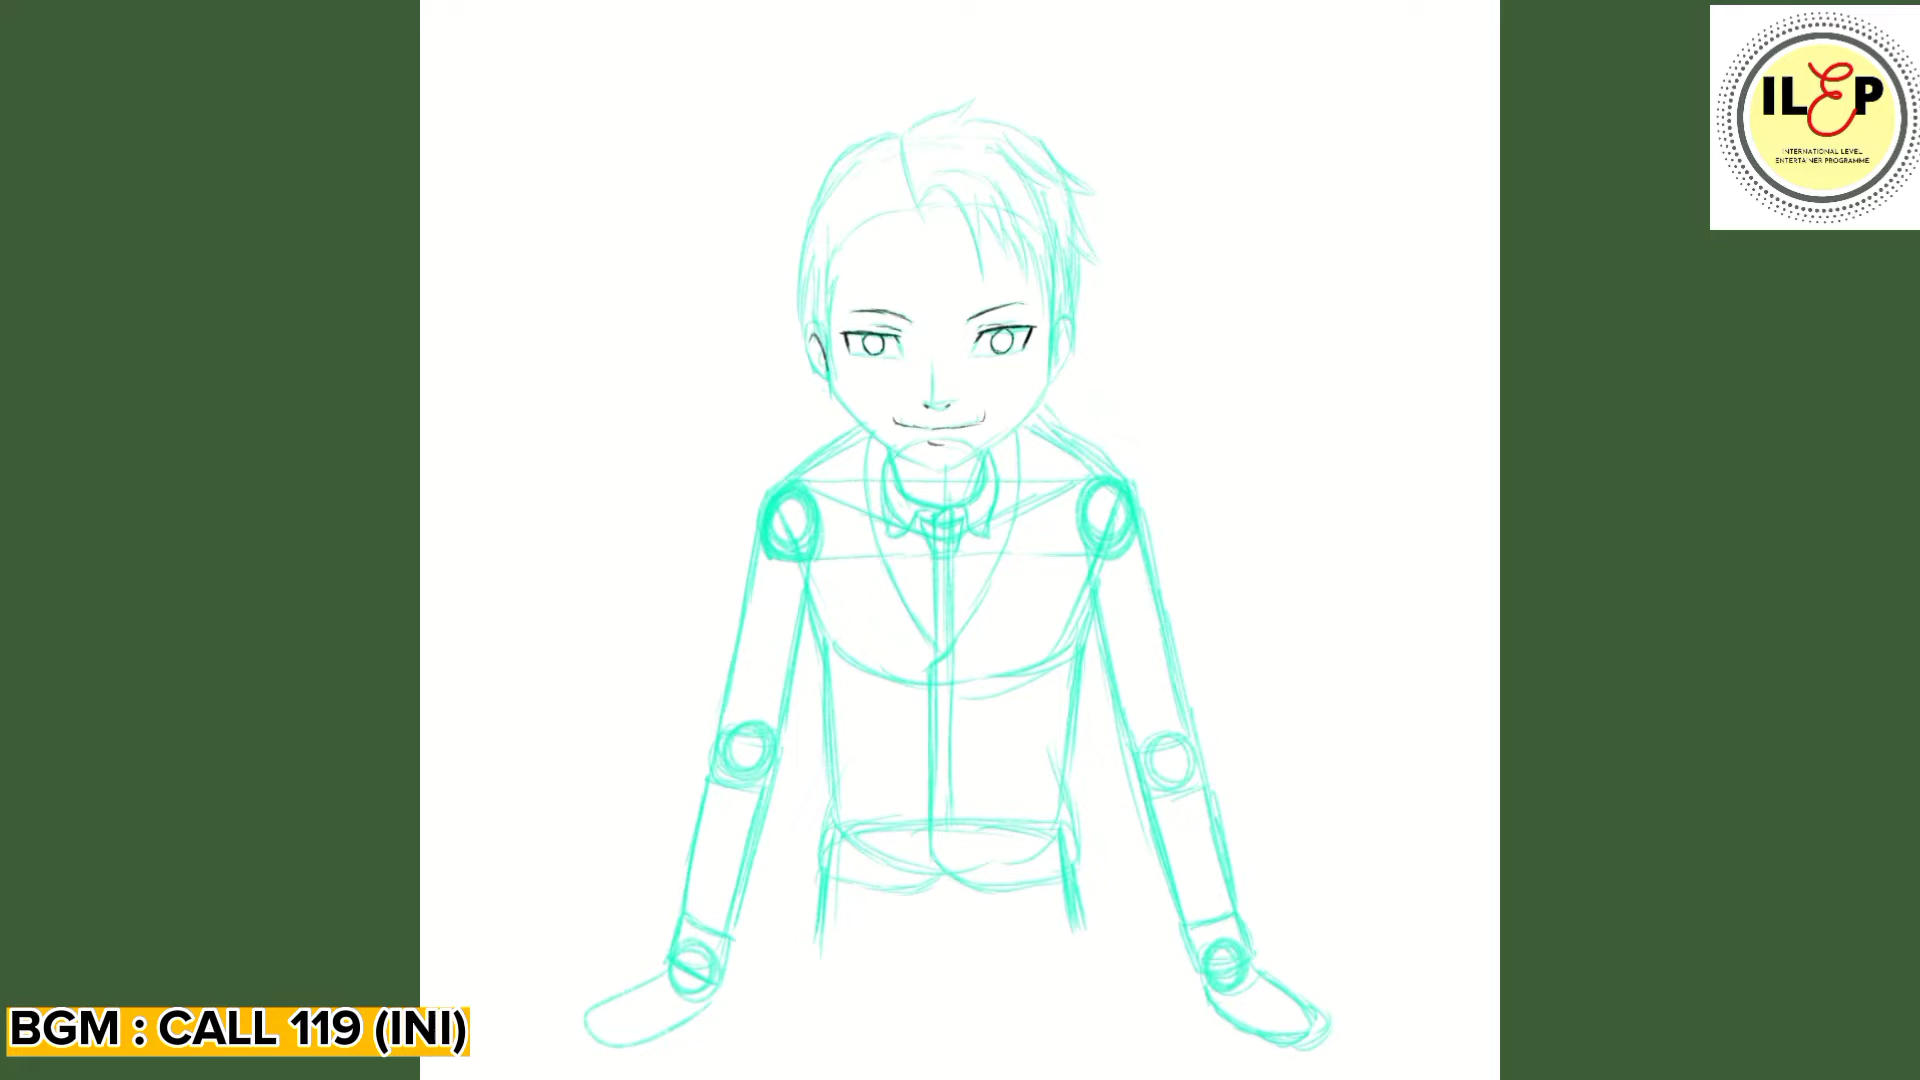 ILEP
INTERNATIONAL LEVEL
ENTERTAINER PROGRAMME
BGM : CALL 119 (INI)